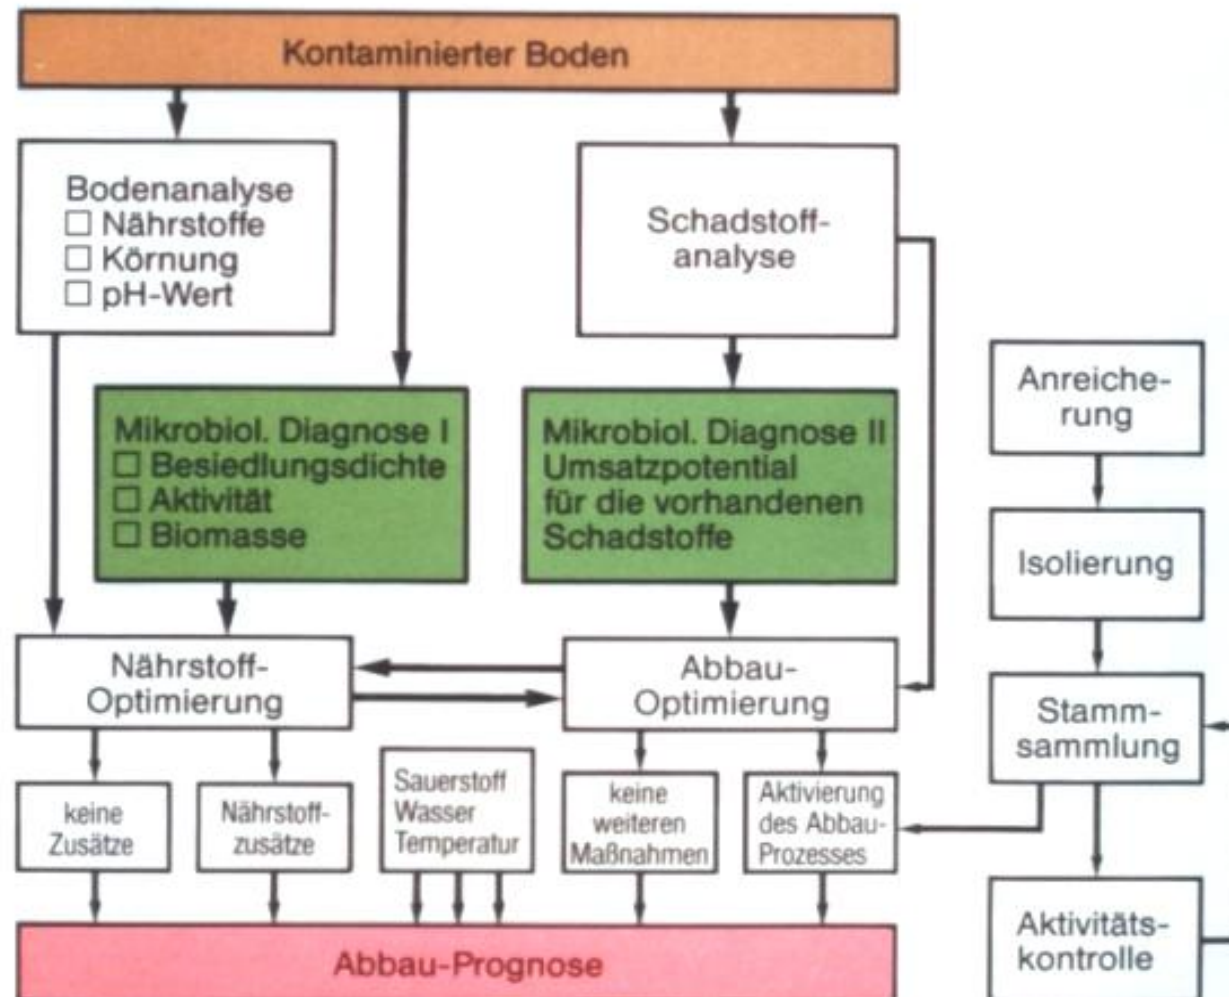 Kontaminierter Boden
Bodenanalyse
☐ Nährstoffe
☐ Körnung
☐ pH-Wert
Schadstoff-
analyse
Mikrobiol. Diagnose I
☐ Besiedlungsdichte
☐ Aktivität
☐ Biomasse
Mikrobiol. Diagnose II
Umsatzpotential
für die vorhandenen
Schadstoffe
Anreiche-
rung
Isolierung
Nährstoff-
Optimierung
Abbau-
Optimierung
Stamm-
sammlung
keine
Zusätze
Nährstoff-
zusätze
Sauerstoff
Wasser
Temperatur
keine
weiteren
Maßnahmen
Aktivierung
des Abbau-
Prozesses
Aktivitäts-
kontrolle
Abbau-Prognose